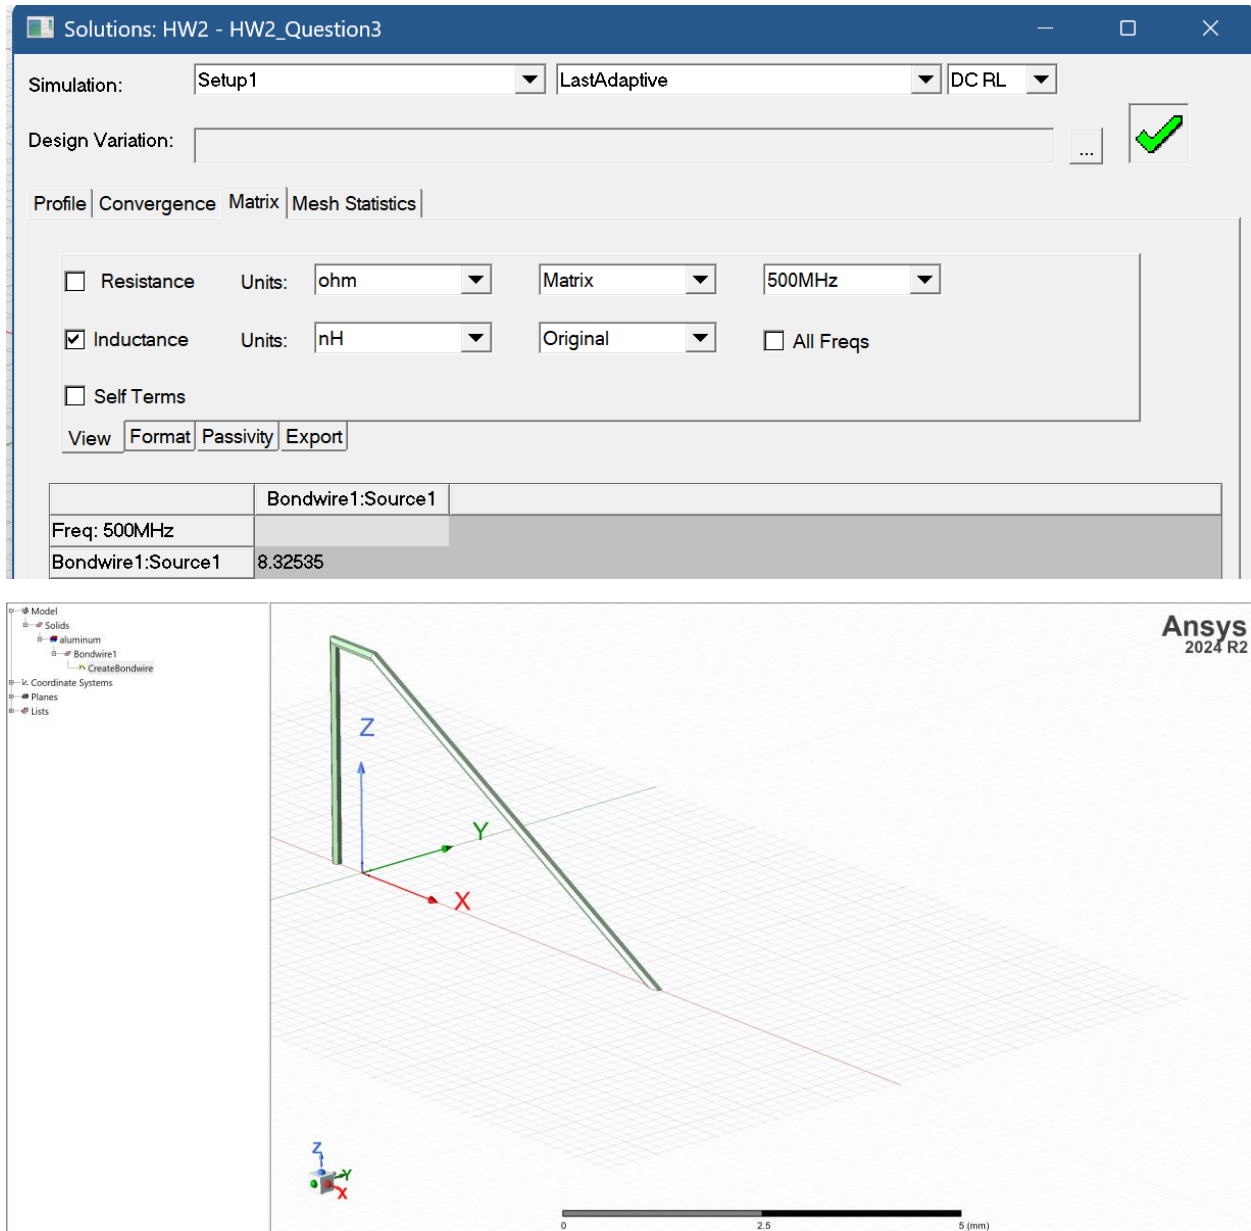 Solutions: HW2 - HW2_Question3
Simulation: Setup1 LastAdaptive DC RL
Design Variation: ...
Profile Convergence Matrix Mesh Statistics
Resistance Units: ohm Matrix 500MHz
Inductance Units: nH Original All Freqs
Self Terms
View Format Passivity Export
Bondwire1:Source1
Freq: 500MHz
Bondwire1:Source1 8.32535
Model
Solids
aluminum
Bondwire1
CreateBondwire
Coordinate Systems
Planes
Lists
Ansys
2024 R2
Z
Y
X
Z
Y
X
0 2.5 5 (mm)